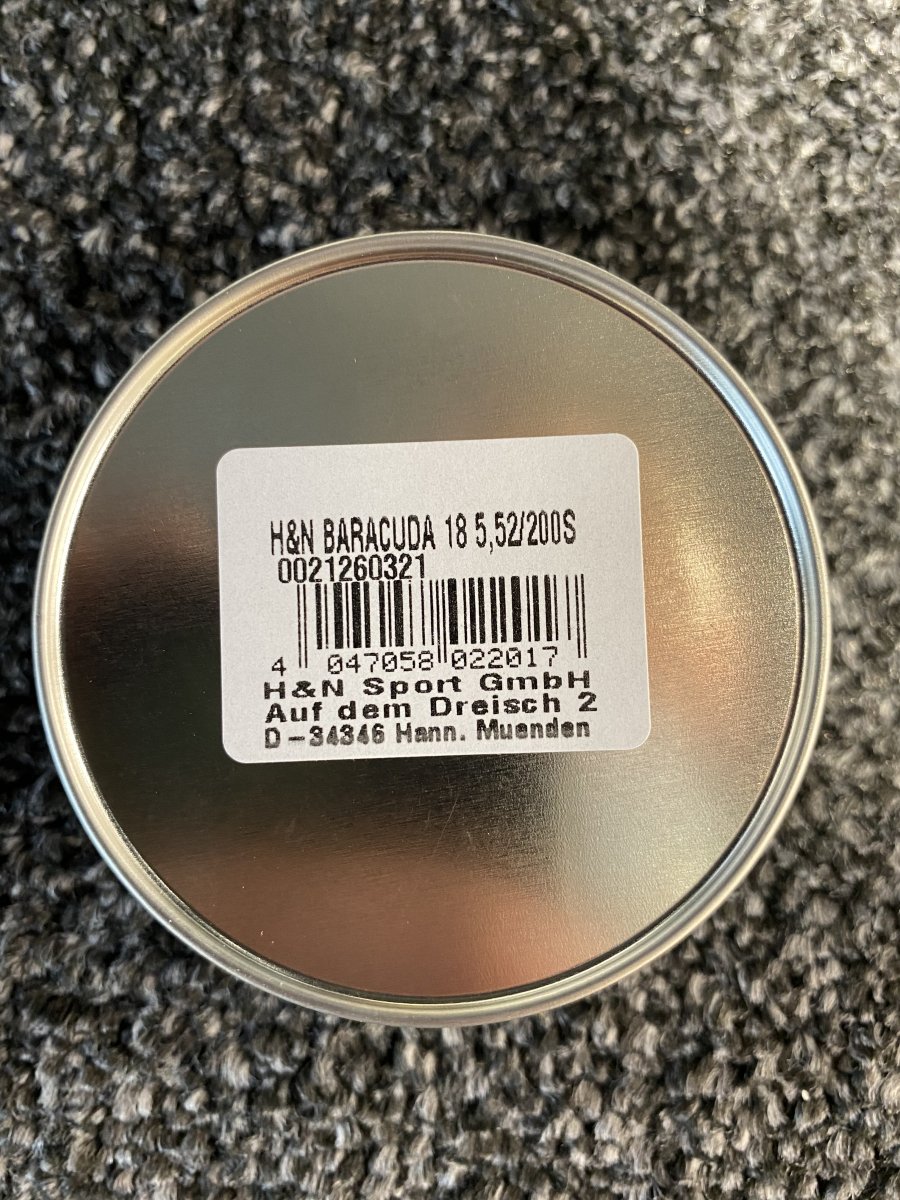 H&N BARACUDA 18 5,52/200S
0021260321
4 047058 022017
H&N Sport GmbH
Auf dem Dreisch 2
D-34346 Hann. Muenden